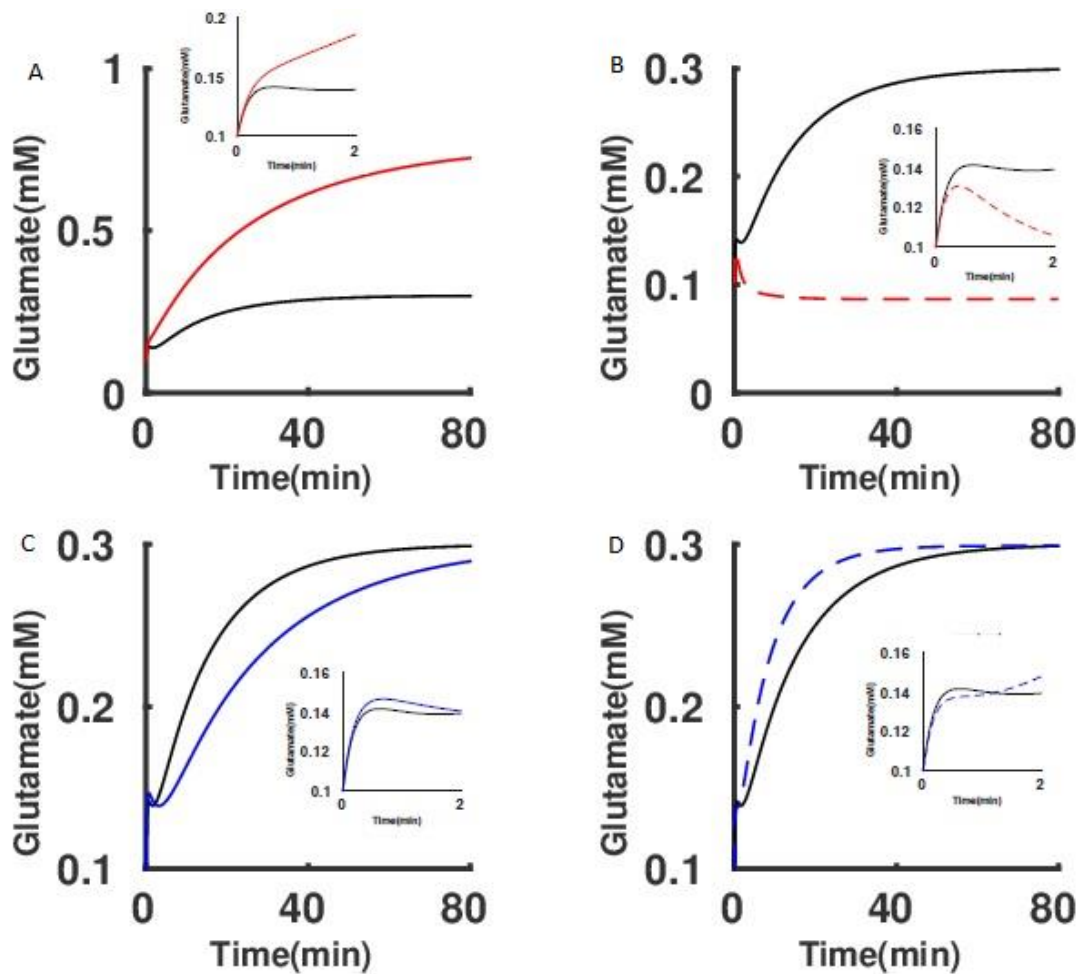 A
1
0.5
0
Glutamate(mM)
0 40 80
Time(min)
0.2
0.15
0.1
Glutamate(mM)
0 2
Time(min)
B
0.3
0.2
0.1
0
Glutamate(mM)
0 40 80
Time(min)
0.16
0.14
0.12
0.1
Glutamate(mM)
0 2
Time(min)
C
0.3
0.2
0.1
Glutamate(mM)
0 40 80
Time(min)
0.16
0.14
0.12
0.1
Glutamate(mM)
0 2
Time(min)
D
0.3
0.2
0.1
Glutamate(mM)
0 40 80
Time(min)
0.16
0.14
0.12
0.1
Glutamate(mM)
0 2
Time(min)